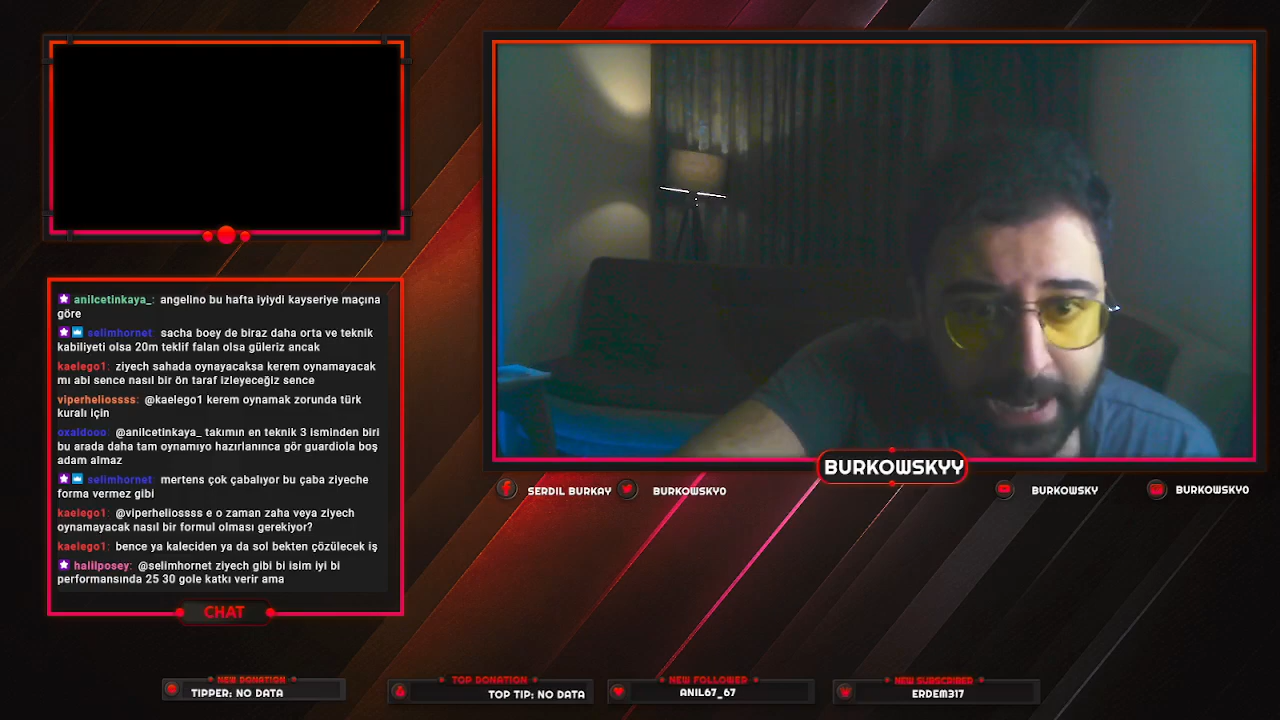 anilcetinkaya_: angelino bu hafta iyiydi kayseriye maçına
göre
selimhornet: sacha boey de biraz daha orta ve teknik
kabiliyeti olsa 20m teklif falan olsa güleriz ancak
kaelego1: ziyech sahada oynayacaksa kerem oynamayacak
mı abi sence nasıl bir ön taraf izleyeceğiz sence
viperheliossss: @kaelego1 kerem oynamak zorunda türk
kuralı için
oxaldooo: @anilcetinkaya_ takımın en teknik 3 isminden biri
bu arada daha tam oynamıyo hazırlanınca gör guardiola boş
adam almaz
selimhornet: mertens çok çabalıyor bu çaba ziyeche
forma vermez gibi
kaelego1: @viperheliossss e o zaman zaha veya ziyech
oynamayacak nasıl bir formul olması gerekiyor?
kaelego1: bence ya kaleciden ya da sol bekten çözülecek iş
halilposey: @selimhornet ziyech gibi bi isim iyi bi
performansında 25 30 gole katkı verir ama
CHAT
BURKOWSKYY
SERDIL BURKAY
BURKOWSKY0
BURKOWSKY
BURKOWSKY0
NEW DONATION
TIPPER: NO DATA
TOP DONATION
TOP TIP: NO DATA
NEW FOLLOWER
ANIL67_67
NEW SUBSCRIBER
ERDEM317